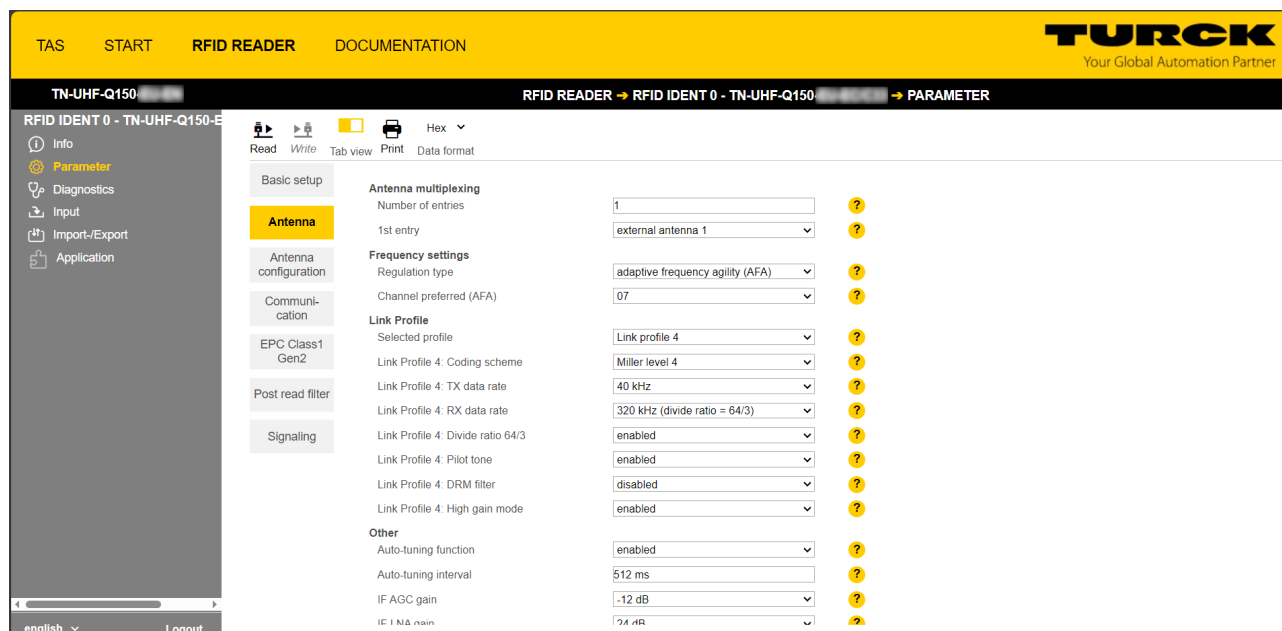 TAS START RFID READER DOCUMENTATION
TURCK
Your Global Automation Partner
TN-UHF-Q150-
RFID READER ➔ RFID IDENT 0 - TN-UHF-Q150- ➔ PARAMETER
RFID IDENT 0 - TN-UHF-Q150-E
Info
Parameter
Diagnostics
Input
Import-/Export
Application
english
Logout
Read Write Tab view Print
Hex
Data format
Basic setup
Antenna
Antenna
configuration
Communi-
cation
EPC Class1
Gen2
Post read filter
Signaling
Antenna multiplexing
Number of entries 1 ?
1st entry external antenna 1 ?
Frequency settings
Regulation type adaptive frequency agility (AFA) ?
Channel preferred (AFA) 07 ?
Link Profile
Selected profile Link profile 4 ?
Link Profile 4: Coding scheme Miller level 4 ?
Link Profile 4: TX data rate 40 kHz ?
Link Profile 4: RX data rate 320 kHz (divide ratio = 64/3) ?
Link Profile 4: Divide ratio 64/3 enabled ?
Link Profile 4: Pilot tone enabled ?
Link Profile 4: DRM filter disabled ?
Link Profile 4: High gain mode enabled ?
Other
Auto-tuning function enabled ?
Auto-tuning interval 512 ms ?
IF AGC gain -12 dB ?
IF LNA gain 24 dB ?